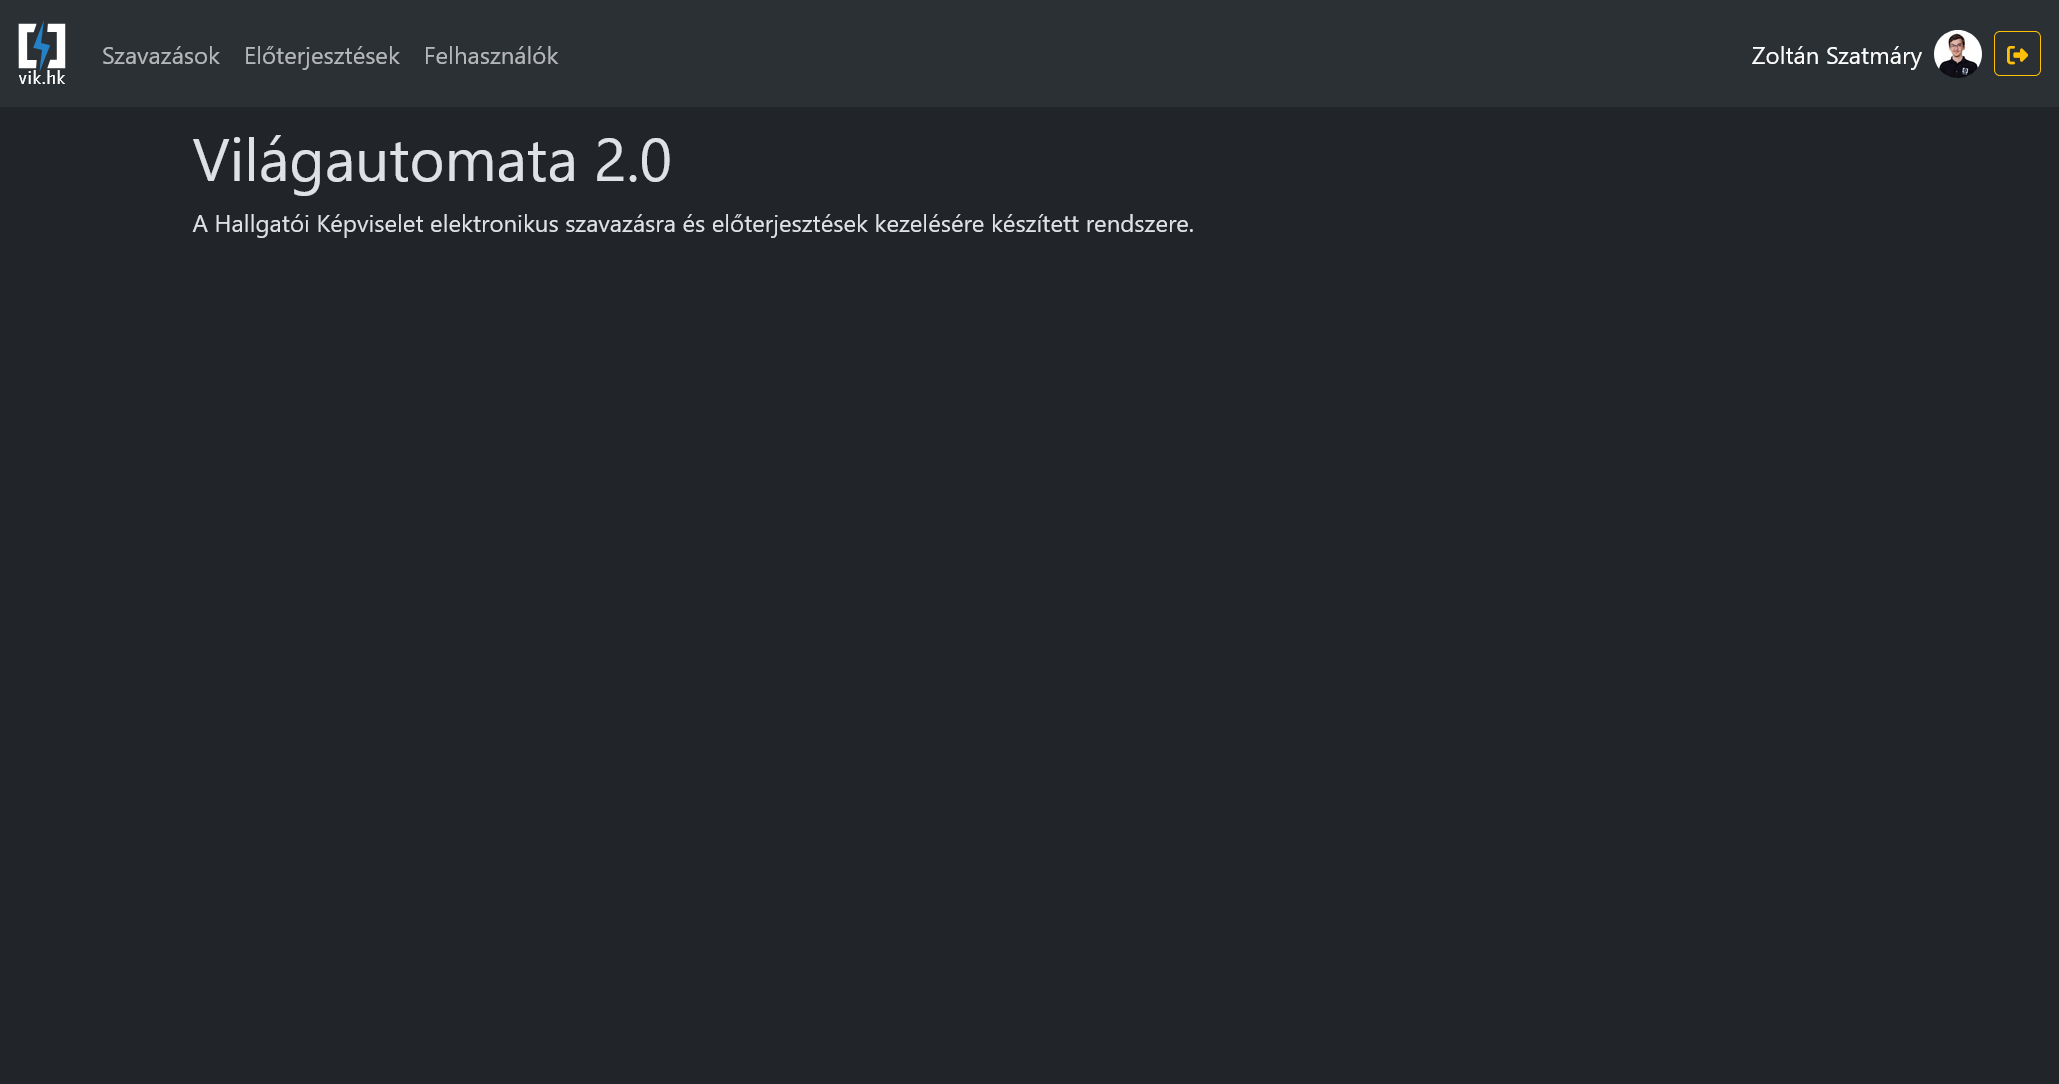 vik.hk
Szavazások Előterjesztések Felhasználók
Zoltán Szatmáry
Világautomata 2.0
A Hallgatói Képviselet elektronikus szavazásra és előterjesztések kezelésére készített rendszere.